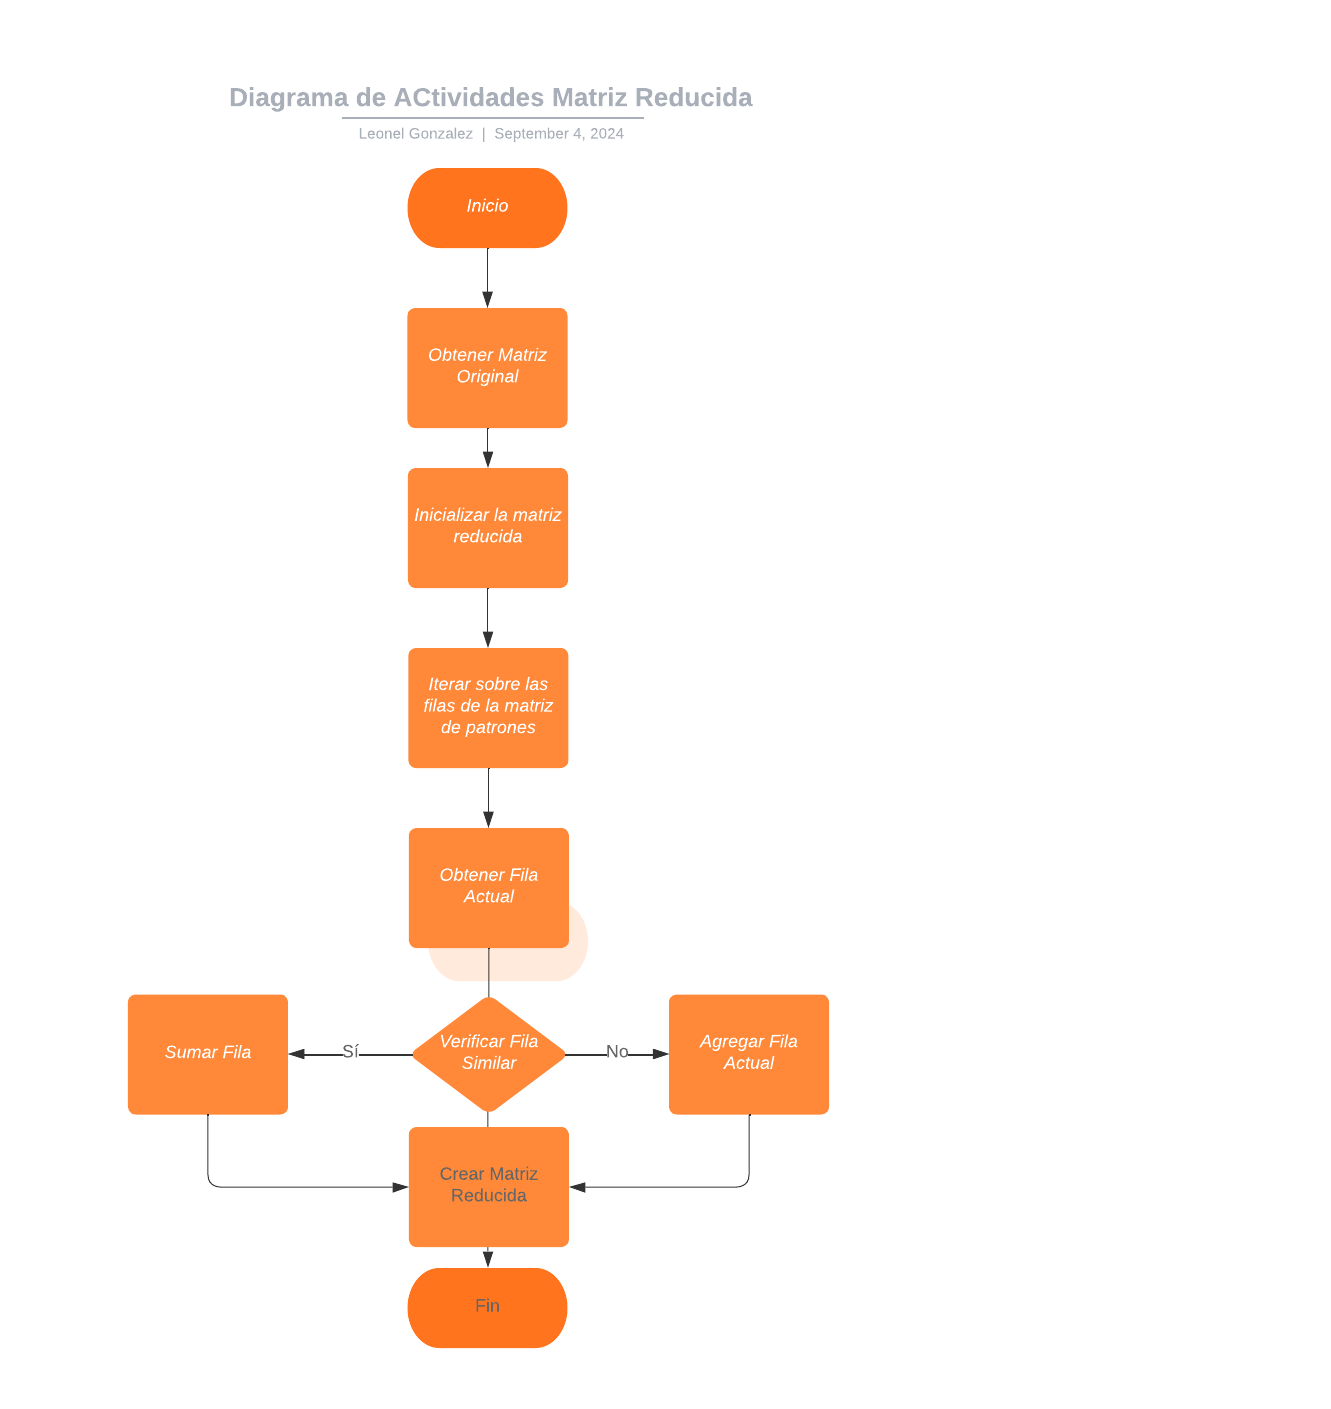 Diagrama de ACtividades Matriz Reducida
Leonel Gonzalez | September 4, 2024
Inicio
Obtener Matriz
Original
Inicializar la matriz
reducida
Iterar sobre las
filas de la matriz
de patrones
Obtener Fila
Actual
Sumar Fila
Sí
Verificar Fila
Similar
No
Agregar Fila
Actual
Crear Matriz
Reducida
Fin